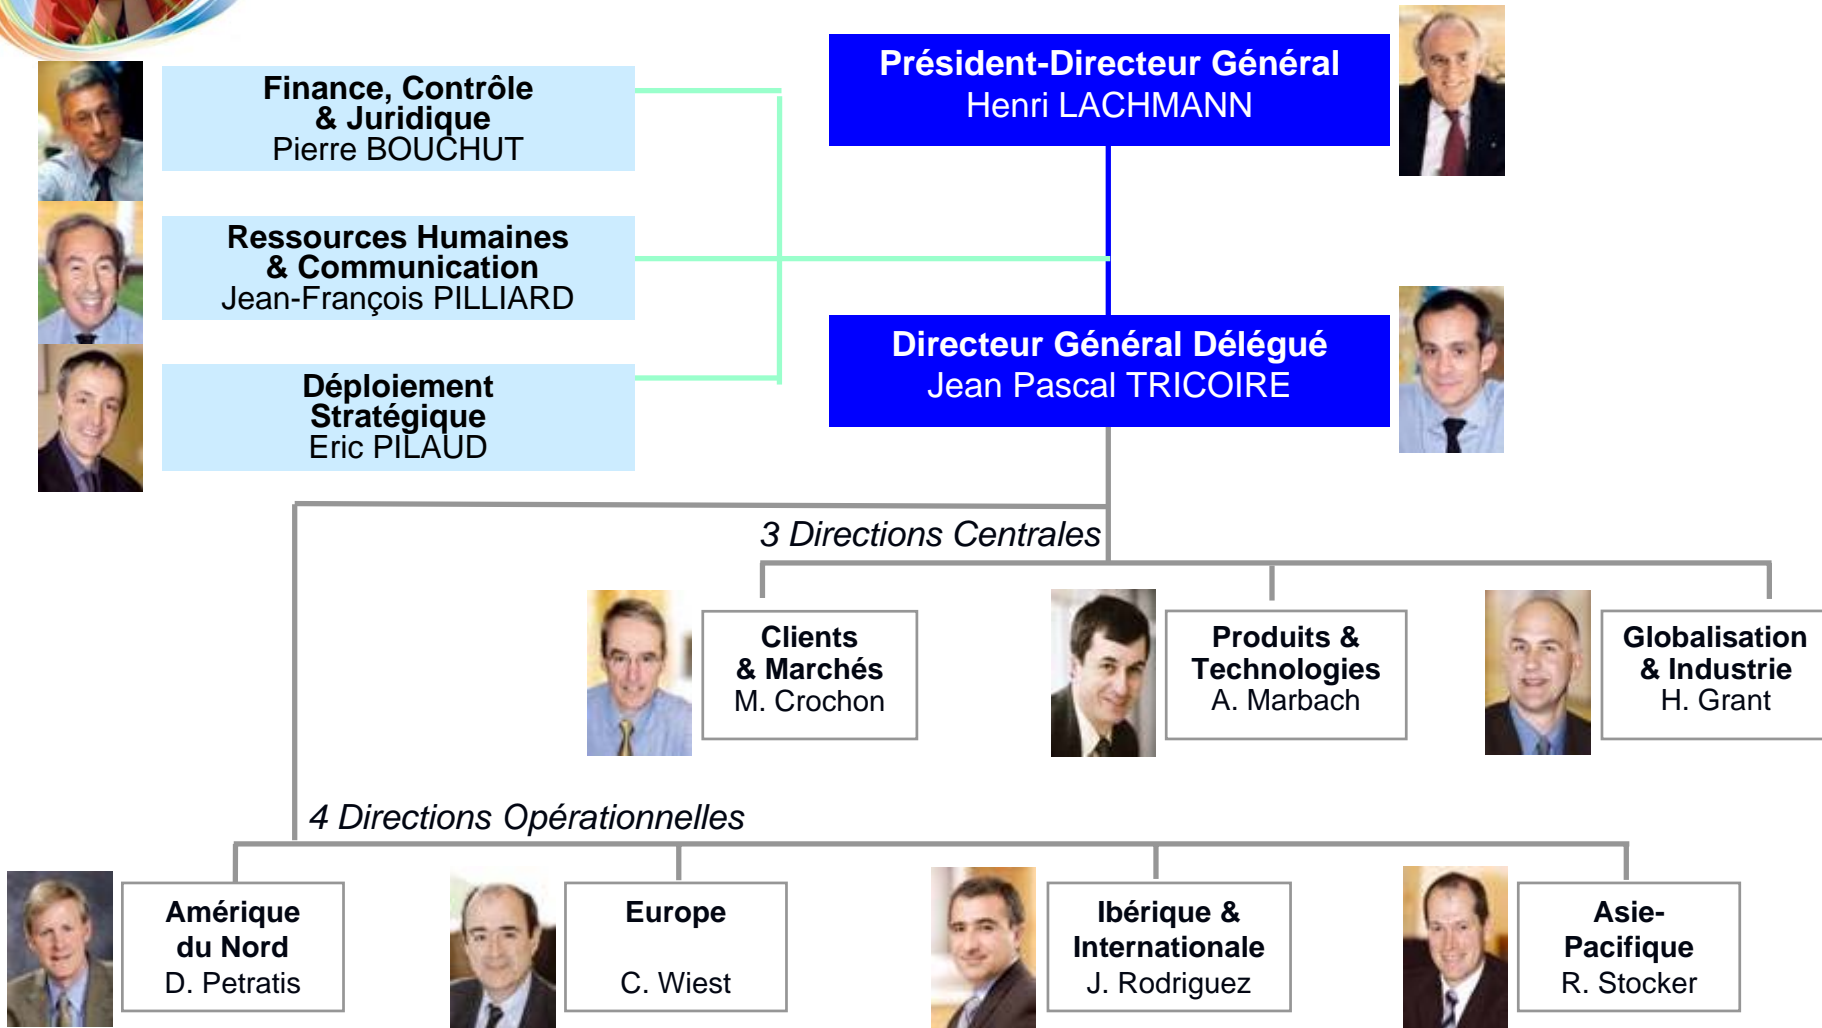 Président-Directeur Général
Henri LACHMANN
Finance, Contrôle
& Juridique
Pierre BOUCHUT
Ressources Humaines
& Communication
Jean-François PILLIARD
Directeur Général Délégué
Jean Pascal TRICOIRE
Déploiement
Stratégique
Eric PILAUD
3 Directions Centrales
Clients
& Marchés
M. Crochon
Produits &
Technologies
A. Marbach
Globalisation
& Industrie
H. Grant
4 Directions Opérationnelles
Amérique
du Nord
D. Petratis
Europe
C. Wiest
Ibérique &
Internationale
J. Rodriguez
Asie-
Pacifique
R. Stocker